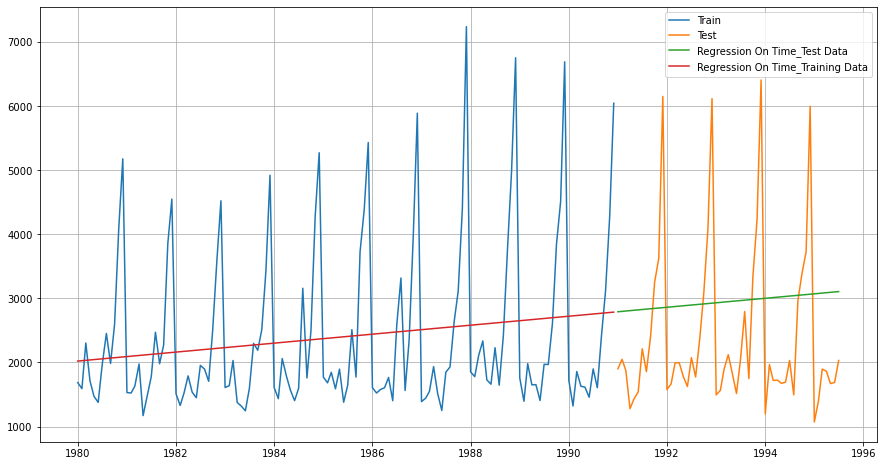 Train
Test
Regression On Time_Test Data
Regression On Time_Training Data
7000
6000
5000
4000
3000
2000
1000
1980 1982 1984 1986 1988 1990 1992 1994 1996